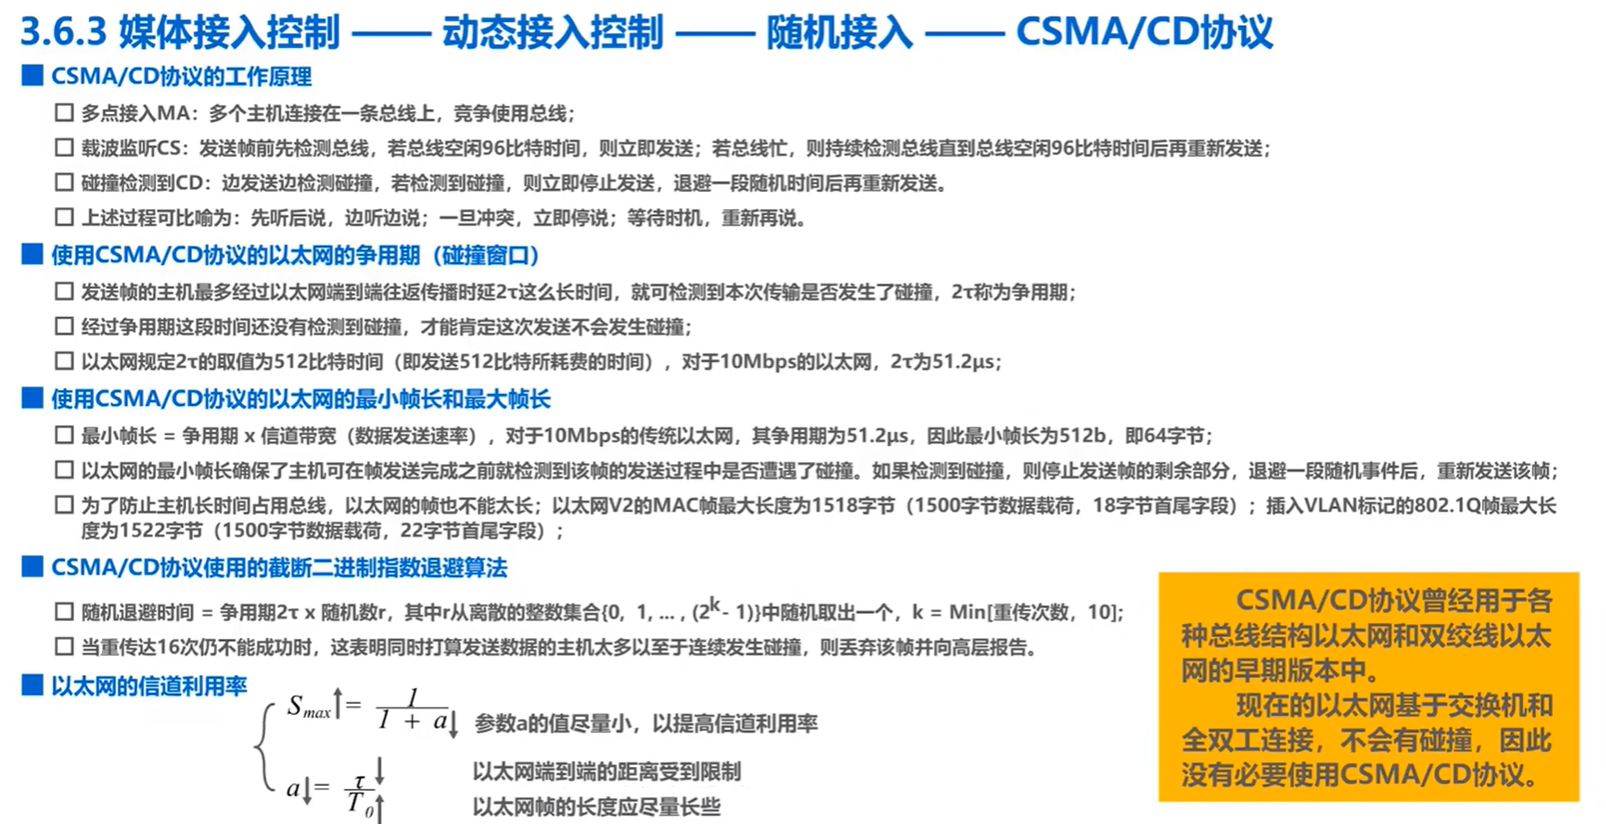 3.6.3 媒体接入控制 —— 动态接入控制 —— 随机接入 —— CSMA/CD协议
CSMA/CD协议的工作原理
多点接入MA：多个主机连接在一条总线上，竞争使用总线；
载波监听CS：发送帧前先检测总线，若总线空闲96比特时间，则立即发送；若总线忙，则持续检测总线直到总线空闲96比特时间后再重新发送；
碰撞检测到CD：边发送边检测碰撞，若检测到碰撞，则立即停止发送，退避一段随机时间后再重新发送。
上述过程可比喻为：先听后说，边听边说；一旦冲突，立即停说；等待时机，重新再说。
使用CSMA/CD协议的以太网的争用期（碰撞窗口）
发送帧的主机最多经过以太网端到端往返传播时延2τ这么长时间，就可检测到本次传输是否发生了碰撞，2τ称为争用期；
经过争用期这段时间还没有检测到碰撞，才能肯定这次发送不会发生碰撞；
以太网规定2τ的取值为512比特时间（即发送512比特所耗费的时间），对于10Mbps的以太网，2τ为51.2μs；
使用CSMA/CD协议的以太网的最小帧长和最大帧长
最小帧长 = 争用期 x 信道带宽（数据发送速率），对于10Mbps的传统以太网，其争用期为51.2μs，因此最小帧长为512b，即64字节；
以太网的最小帧长确保了主机可在帧发送完成之前就检测到该帧的发送过程中是否遭遇了碰撞。如果检测到碰撞，则停止发送帧的剩余部分，退避一段随机事件后，重新发送该帧；
为了防止主机长时间占用总线，以太网的帧也不能太长；以太网V2的MAC帧最大长度为1518字节（1500字节数据载荷，18字节首尾字段）；插入VLAN标记的802.1Q帧最大长
度为1522字节（1500字节数据载荷，22字节首尾字段）；
CSMA/CD协议使用的截断二进制指数退避算法
随机退避时间 = 争用期2τ x 随机数r，其中r从离散的整数集合{0，1, ... , (2^k - 1)}中随机取出一个，k = Min[重传次数，10]；
当重传达16次仍不能成功时，这表明同时打算发送数据的主机太多以至于连续发生碰撞，则丢弃该帧并向高层报告。
以太网的信道利用率
S_max↑ = 1 / (1 + a↓)
参数a的值尽量小，以提高信道利用率
a↓ = τ↓ / T_0↑
以太网端到端的距离受到限制
以太网帧的长度应尽量长些
CSMA/CD协议曾经用于各
种总线结构以太网和双绞线以太
网的早期版本中。
现在的以太网基于交换机和
全双工连接，不会有碰撞，因此
没有必要使用CSMA/CD协议。